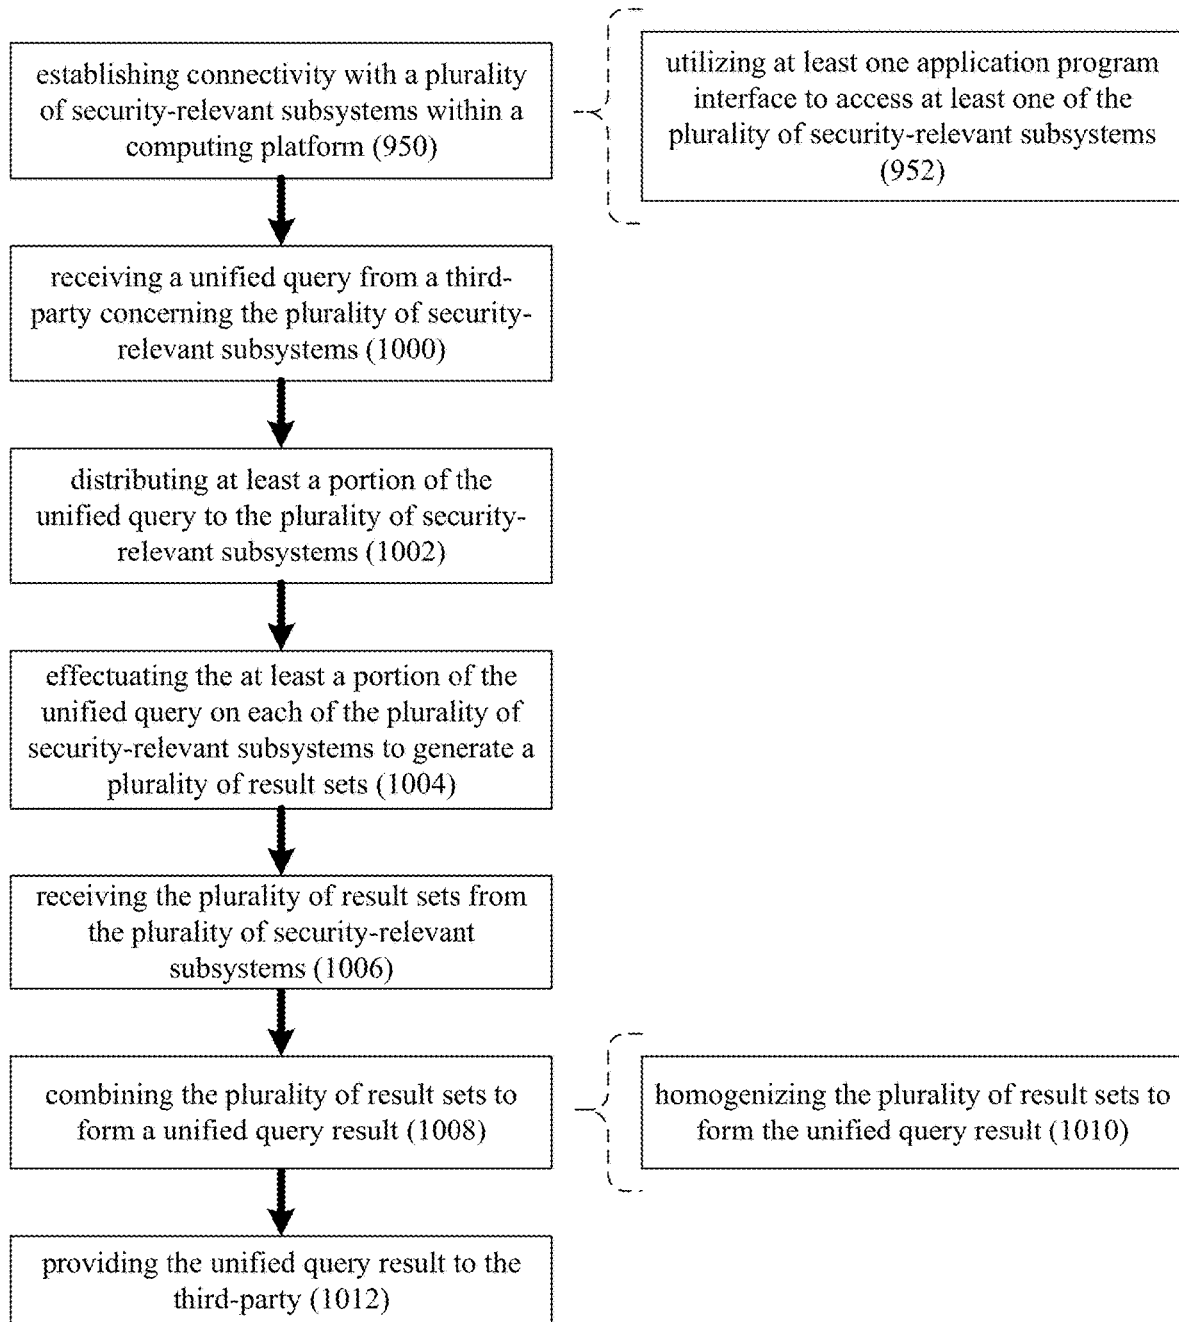 establishing connectivity with a plurality
of security-relevant subsystems within a
computing platform (950)
utilizing at least one application program
interface to access at least one of the
plurality of security-relevant subsystems
(952)
receiving a unified query from a third-
party concerning the plurality of security-
relevant subsystems (1000)
distributing at least a portion of the
unified query to the plurality of security-
relevant subsystems (1002)
effectuating the at least a portion of the
unified query on each of the plurality of
security-relevant subsystems to generate a
plurality of result sets (1004)
receiving the plurality of result sets from
the plurality of security-relevant
subsystems (1006)
combining the plurality of result sets to
form a unified query result (1008)
homogenizing the plurality of result sets to
form the unified query result (1010)
providing the unified query result to the
third-party (1012)